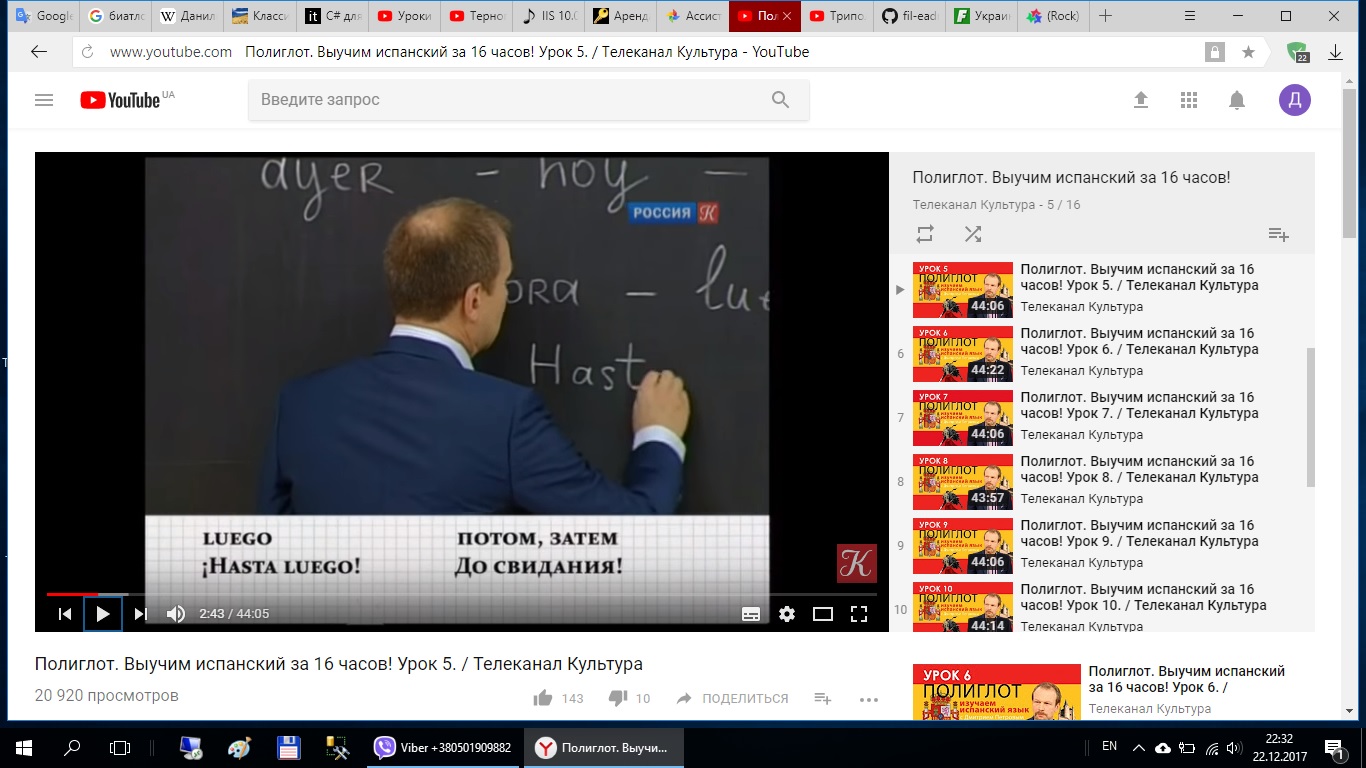 Google
биатло
Данил
Класси
C# для
Уроки
Терно
IIS 10.0
Аренд
Ассист
Пол
Трипо.
fil-ead
Украин
(Rock)
www.youtube.com Полиглот. Выучим испанский за 16 часов! Урок 5. / Телеканал Культура - YouTube
22
YouTube UA
Введите запрос
Д
ayer - hoy —
РОССИЯ К
ora - lue
Hast
LUEGO ПОТОМ, ЗАТЕМ
¡HASTA LUEGO! ДО СВИДАНИЯ!
К
2:43 / 44:05
Полиглот. Выучим испанский за 16 часов!
Телеканал Культура - 5 / 16
УРОК 5
ПОЛИГЛОТ
44:06
Полиглот. Выучим испанский за 16
часов! Урок 5. / Телеканал Культура
Телеканал Культура
6
УРОК 6
ПОЛИГЛОТ
44:22
Полиглот. Выучим испанский за 16
часов! Урок 6. / Телеканал Культура
Телеканал Культура
7
УРОК 7
ПОЛИГЛОТ
44:06
Полиглот. Выучим испанский за 16
часов! Урок 7. / Телеканал Культура
Телеканал Культура
8
УРОК 8
ПОЛИГЛОТ
43:57
Полиглот. Выучим испанский за 16
часов! Урок 8. / Телеканал Культура
Телеканал Культура
9
УРОК 9
ПОЛИГЛОТ
44:06
Полиглот. Выучим испанский за 16
часов! Урок 9. / Телеканал Культура
Телеканал Культура
10
УРОК 10
ПОЛИГЛОТ
44:14
Полиглот. Выучим испанский за 16
часов! Урок 10. / Телеканал Культура
Телеканал Культура
Полиглот. Выучим испанский за 16 часов! Урок 5. / Телеканал Культура
20 920 просмотров
143
10
ПОДЕЛИТЬСЯ
УРОК 6
ПОЛИГЛОТ
изучаем
испанский язык
Полиглот. Выучим испанский
за 16 часов! Урок 6. /
Телеканал Культура
Viber +380501909882
Полиглот. Выучи...
EN
22:32
22.12.2017
1